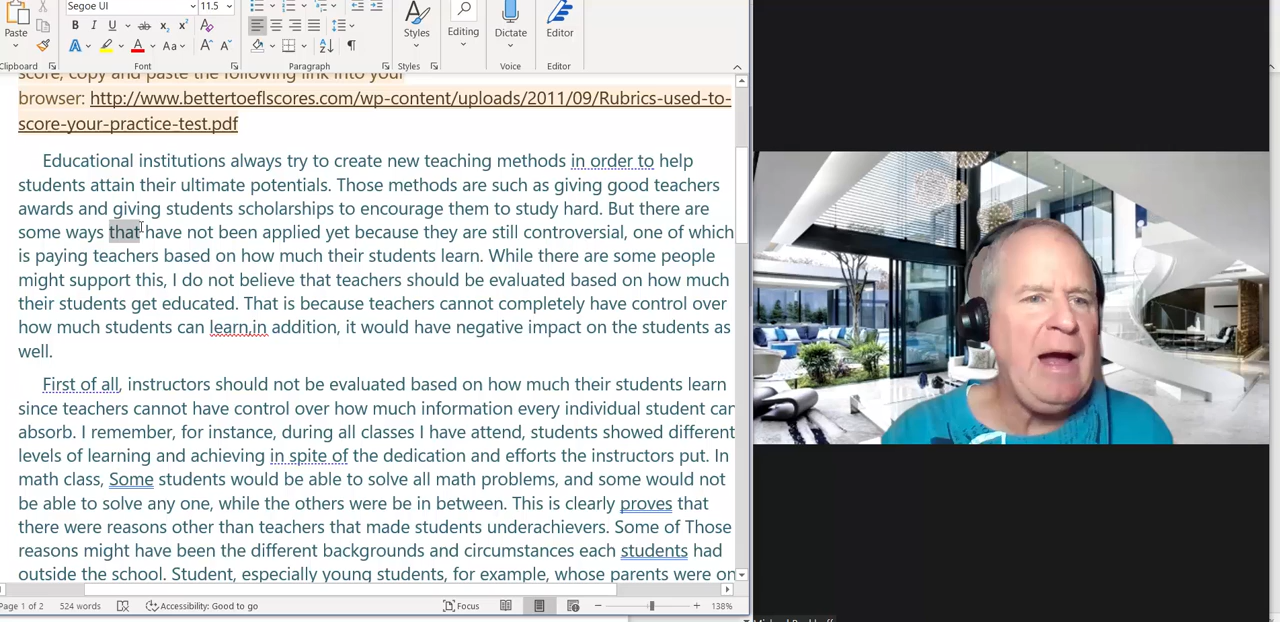 Segoe UI 11.5
Paste
Styles
Editing
Dictate
Editor
Clipboard
Font
Paragraph
Styles
Voice
Editor
score, copy and paste the following link into your
browser: http://www.bettertoeflscores.com/wp-content/uploads/2011/09/Rubrics-used-to-
score-your-practice-test.pdf
Educational institutions always try to create new teaching methods in order to help
students attain their ultimate potentials. Those methods are such as giving good teachers
awards and giving students scholarships to encourage them to study hard. But there are
some ways that have not been applied yet because they are still controversial, one of which
is paying teachers based on how much their students learn. While there are some people
might support this, I do not believe that teachers should be evaluated based on how much
their students get educated. That is because teachers cannot completely have control over
how much students can learn,in addition, it would have negative impact on the students as
well.
First of all, instructors should not be evaluated based on how much their students learn
since teachers cannot have control over how much information every individual student can
absorb. I remember, for instance, during all classes I have attend, students showed different
levels of learning and achieving in spite of the dedication and efforts the instructors put. In
math class, Some students would be able to solve all math problems, and some would not
be able to solve any one, while the others were be in between. This is clearly proves that
there were reasons other than teachers that made students underachievers. Some of Those
reasons might have been the different backgrounds and circumstances each students had
outside the school. Student, especially young students, for example, whose parents were on
Page 1 of 2 524 words Accessibility: Good to go Focus 138%